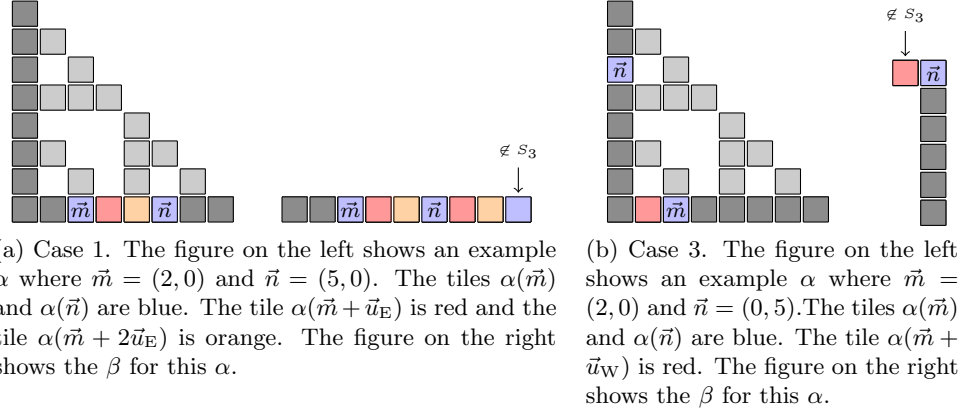 n⃗
∉ S₃
∉ S₃
n⃗
m⃗ n⃗ m⃗ n⃗
m⃗
(a) Case 1. The figure on the left shows an example
α where m⃗ = (2, 0) and n⃗ = (5, 0). The tiles α(m⃗)
and α(n⃗) are blue. The tile α(m⃗ + u⃗_E) is red and the
tile α(m⃗ + 2u⃗_E) is orange. The figure on the right
shows the β for this α.
(b) Case 3. The figure on the left
shows an example α where m⃗ =
(2, 0) and n⃗ = (0, 5).The tiles α(m⃗)
and α(n⃗) are blue. The tile α(m⃗ +
u⃗_W) is red. The figure on the right
shows the β for this α.